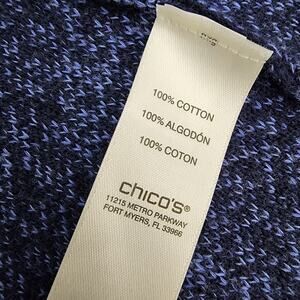 100% COTTON
100% ALGODÓN
100% COTON
chico's®
11215 METRO PARKWAY
FORT MYERS, FL 33966